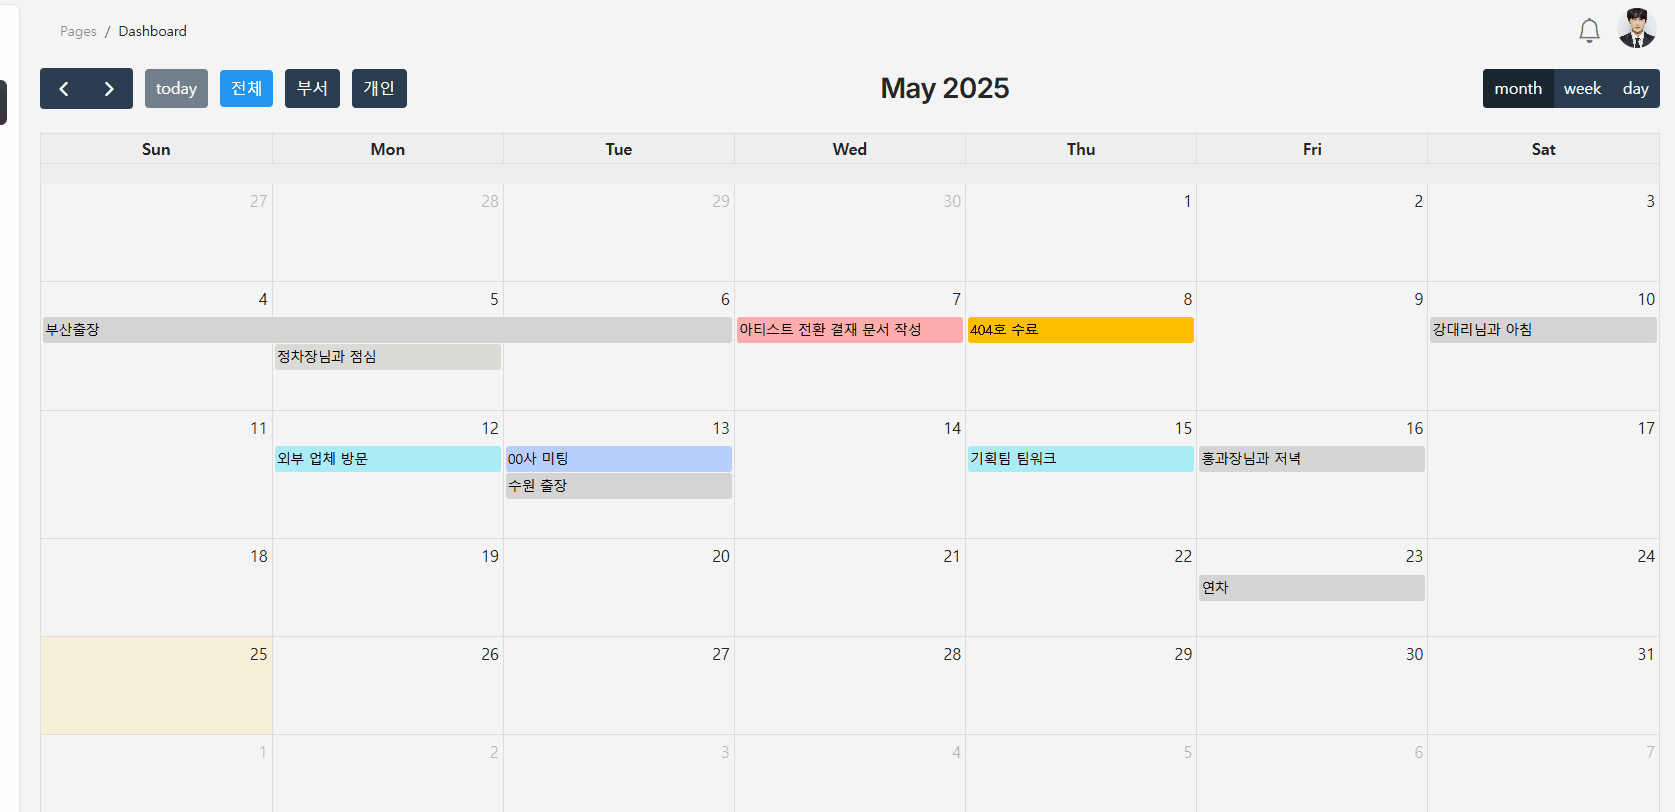 Pages / Dashboard
today 전체 부서 개인
May 2025
month week day
Sun Mon Tue Wed Thu Fri Sat
27 28 29 30 1 2 3
4 5 6 7 8 9 10
부산출장 아티스트 전환 결재 문서 작성 404호 수료 강대리님과 아침
정차장님과 점심
11 12 13 14 15 16 17
외부 업체 방문 00사 미팅 기획팀 팀워크 홍과장님과 저녁
수원 출장
18 19 20 21 22 23 24
연차
25 26 27 28 29 30 31
1 2 3 4 5 6 7